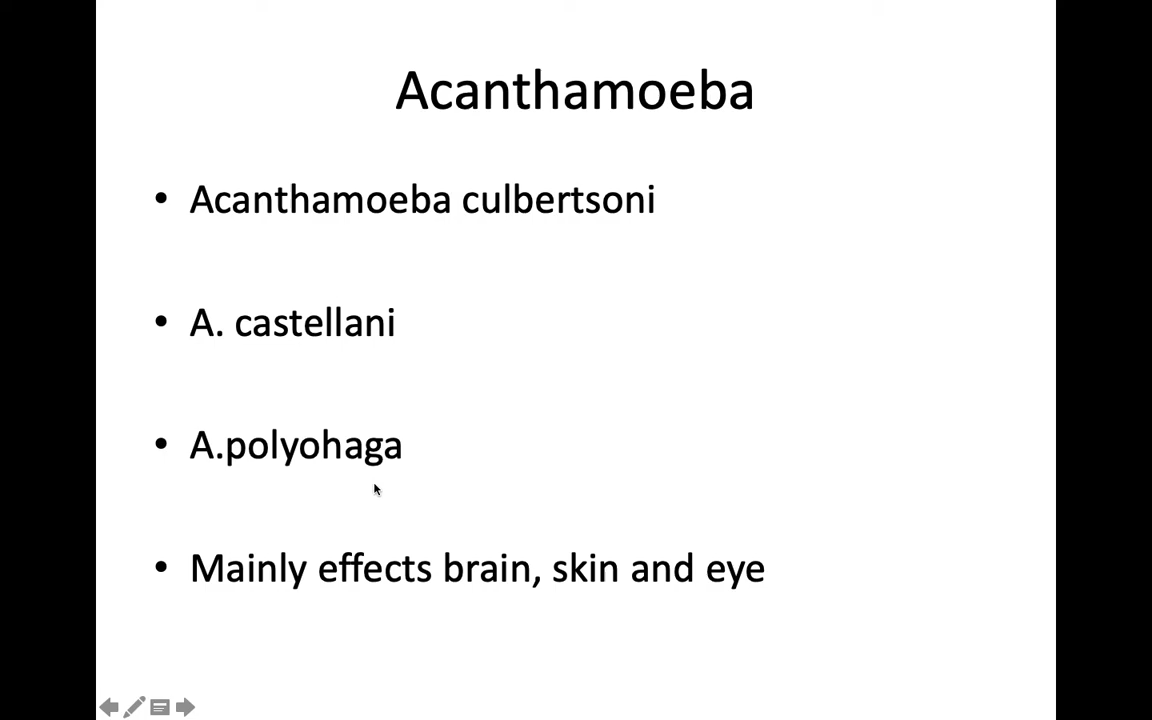 Acanthamoeba
• Acanthamoeba culbertsoni
• A. castellani
• A.polyohaga
• Mainly effects brain, skin and eye